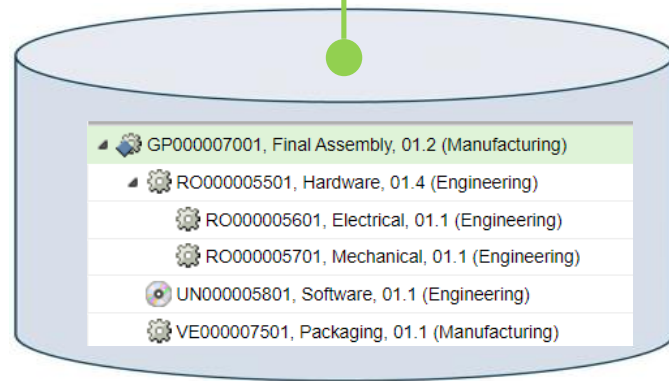 GP000007001, Final Assembly, 01.2 (Manufacturing)
RO000005501, Hardware, 01.4 (Engineering)
RO000005601, Electrical, 01.1 (Engineering)
RO000005701, Mechanical, 01.1 (Engineering)
UN000005801, Software, 01.1 (Engineering)
VE000007501, Packaging, 01.1 (Manufacturing)